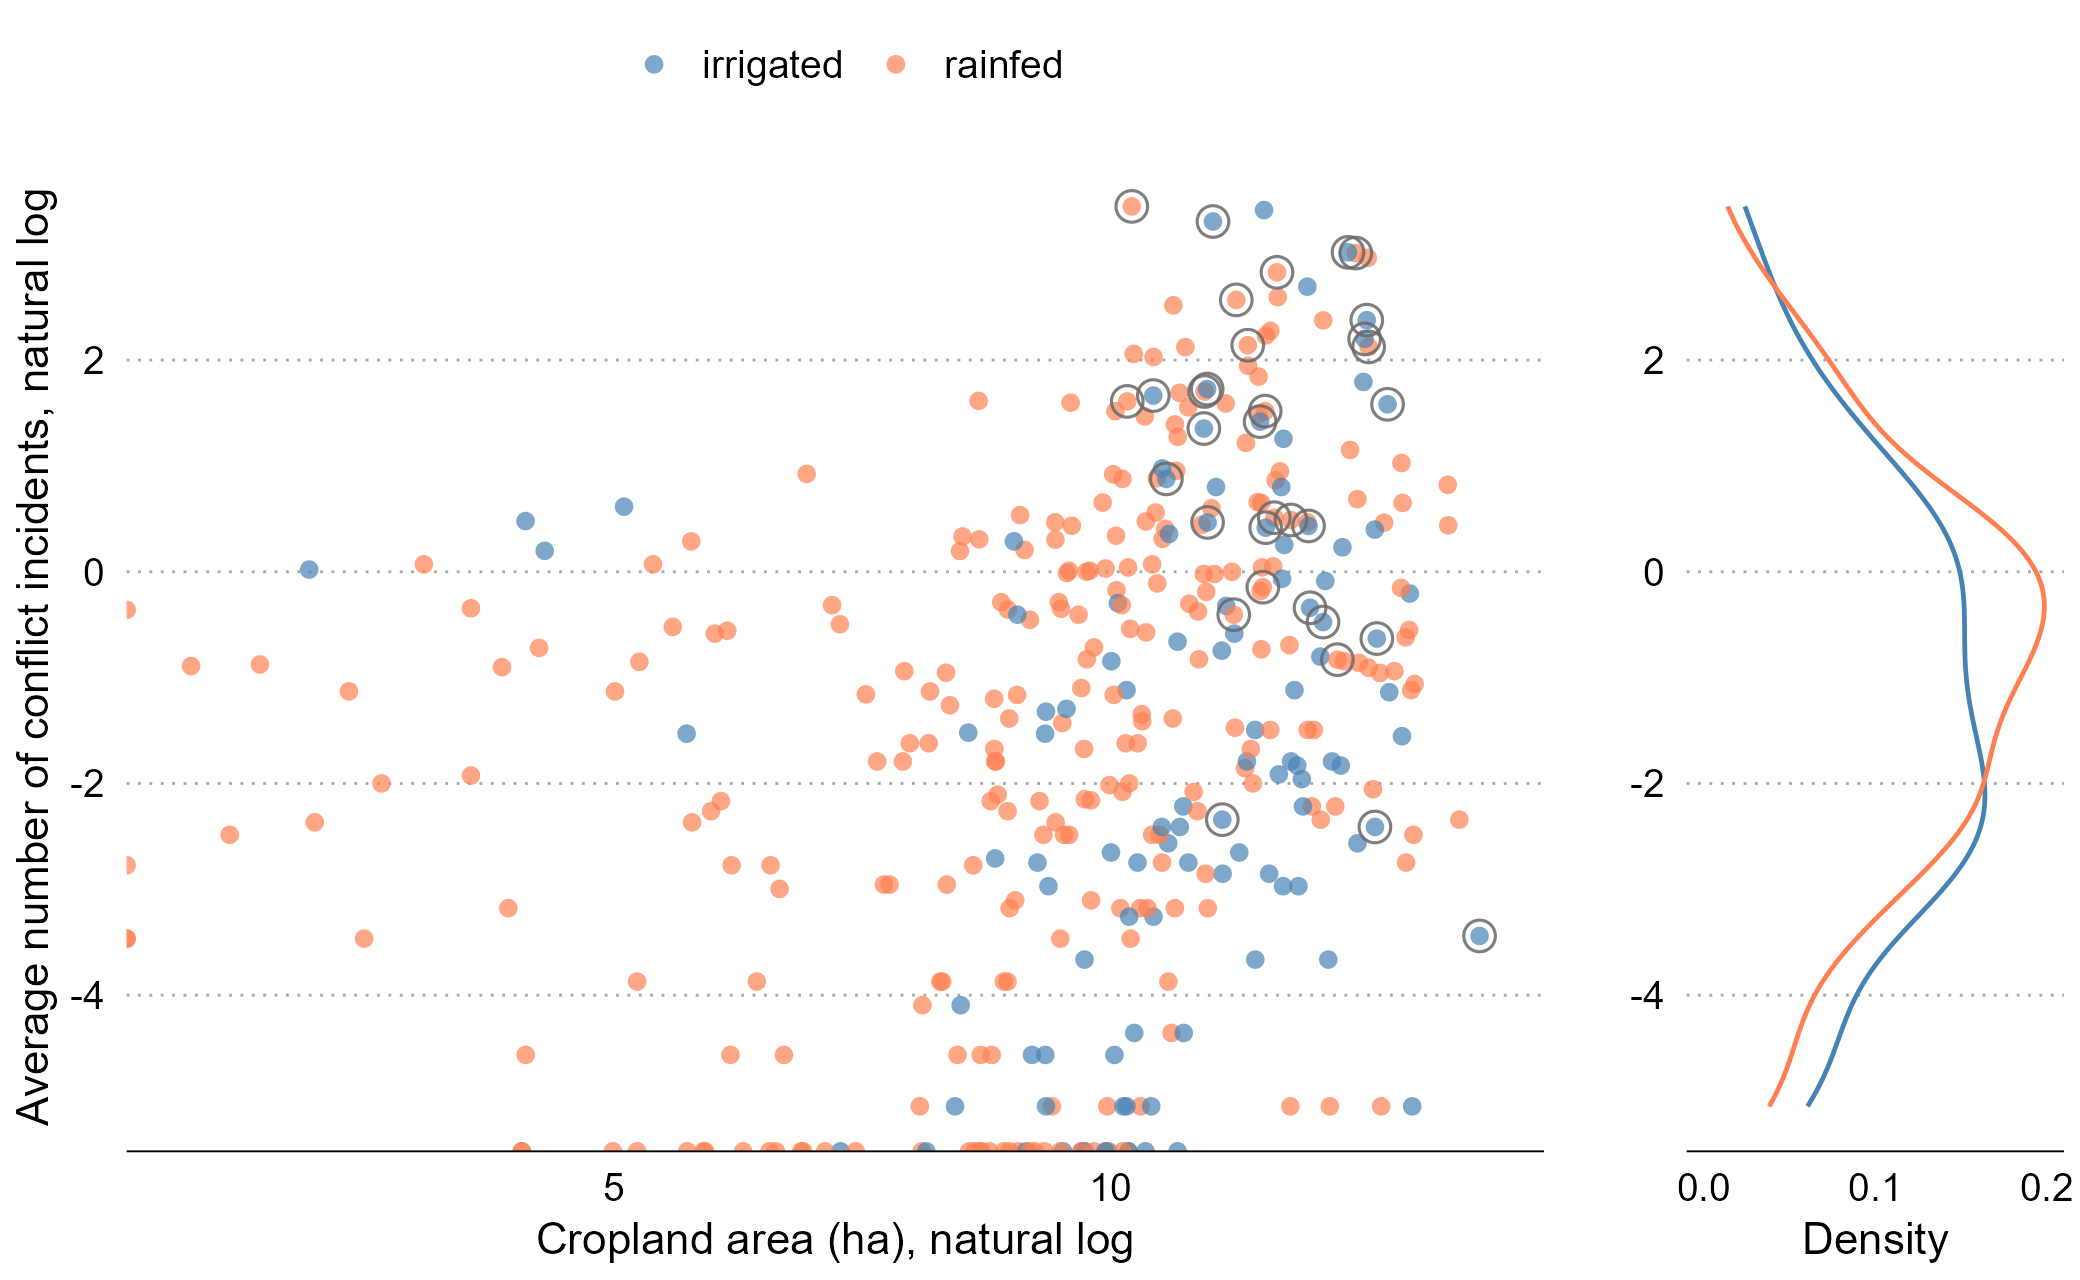 irrigated
rainfed
Average number of conflict incidents, natural log
2
0
-2
-4
5
10
Cropland area (ha), natural log
2
0
-2
-4
0.0
0.1
0.2
Density